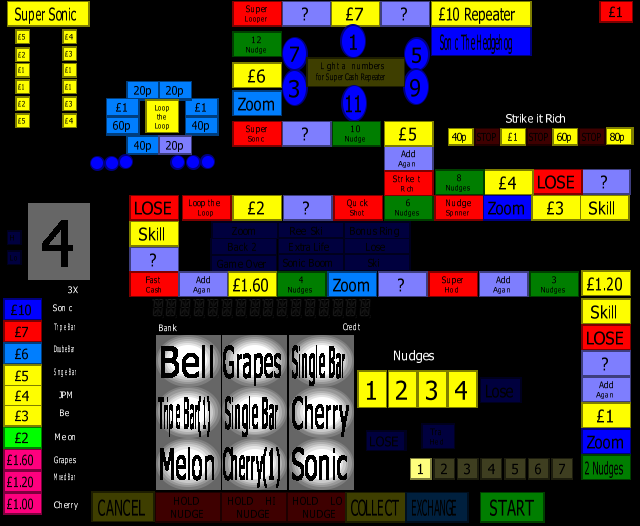 Super Sonic
£5 £4
£2 £3
£1 £1
£1 £1
£2 £3
£5 £4
Super Looper
?
£7
?
£10 Repeater
£1
12 Nudge
Sonic The Hedgehog
7
1
5
Light a numbers
for Super Cash Repeater
3
11
9
£6
Zoom
20p 20p
£1
Loop the Loop
£1
60p
40p
40p 20p
Super Sonic
?
10 Nudge
£5
Strike it Rich
40p STOP £1 STOP 60p STOP 80p
Add Again
Strike it Rich
8 Nudges
£4
LOSE
?
LOSE
Loop the Loop
£2
?
Quick Shot
6 Nudges
Nudge Spinner
Zoom
£3
Skill
Skill
?
4
Fast Cash
Add Again
£1.60
4 Nudges
Zoom
?
Super Hold
Add Again
3 Nudges
£1.20
Skill
LOSE
?
Add Again
£1
Zoom
2 Nudges
3X
£10 Sonic
£7 Triple Bar
£6 Double Bar
£5 Single Bar
£4 JPM
£3 Be
£2 Melon
£1.60 Grapes
£1.20 Mixed Bar
£1.00 Cherry
Bank
Credit
Bell Grapes Single Bar
Triple Bar(1) Single Bar Cherry
Melon Cherry(1) Sonic
Nudges
1 2 3 4 Lose
LOSE
1 2 3 4 5 6 7
CANCEL
HOLD NUDGE
HOLD HI NUDGE
HOLD LO NUDGE
COLLECT
EXCHANGE
START